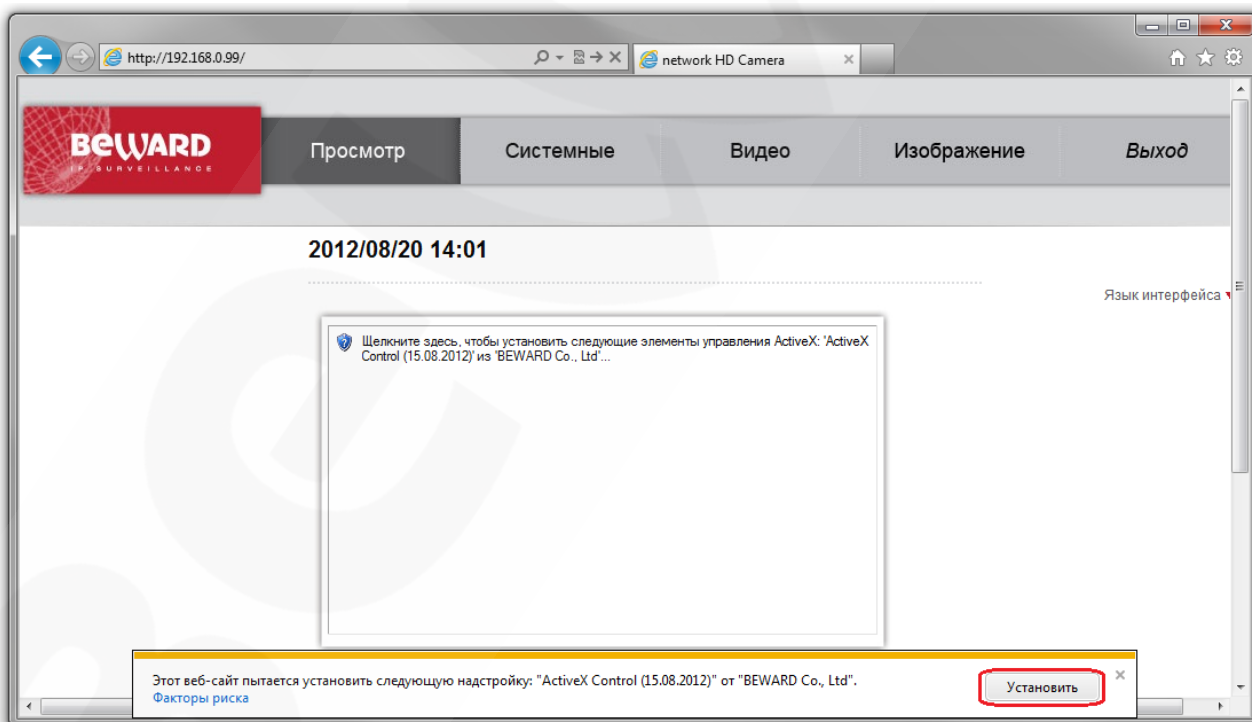 http://192.168.0.99/
network HD Camera
BEWARD
IP SURVEILLANCE
Просмотр
Системные
Видео
Изображение
Выход
2012/08/20 14:01
Язык интерфейса
Щелкните здесь, чтобы установить следующие элементы управления ActiveX: 'ActiveX
Control (15.08.2012)' из 'BEWARD Co., Ltd'...
Этот веб-сайт пытается установить следующую надстройку: "ActiveX Control (15.08.2012)" от "BEWARD Co., Ltd".
Факторы риска
Установить